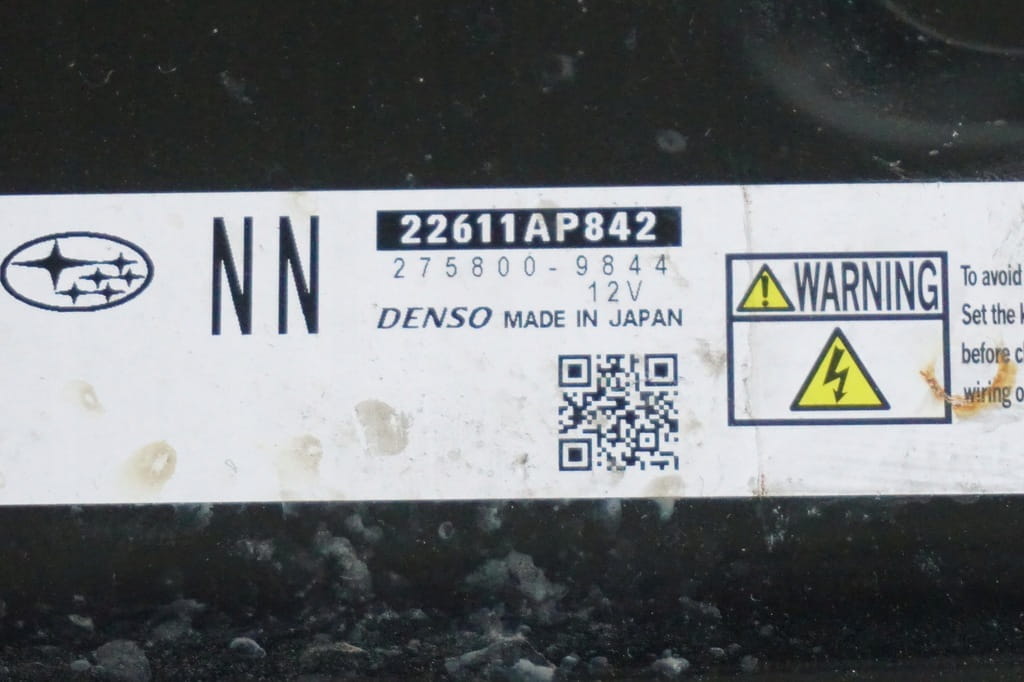 NN
22611AP842
275800-9844
12V
DENSO MADE IN JAPAN
WARNING
To avoid
Set the
before
wiring